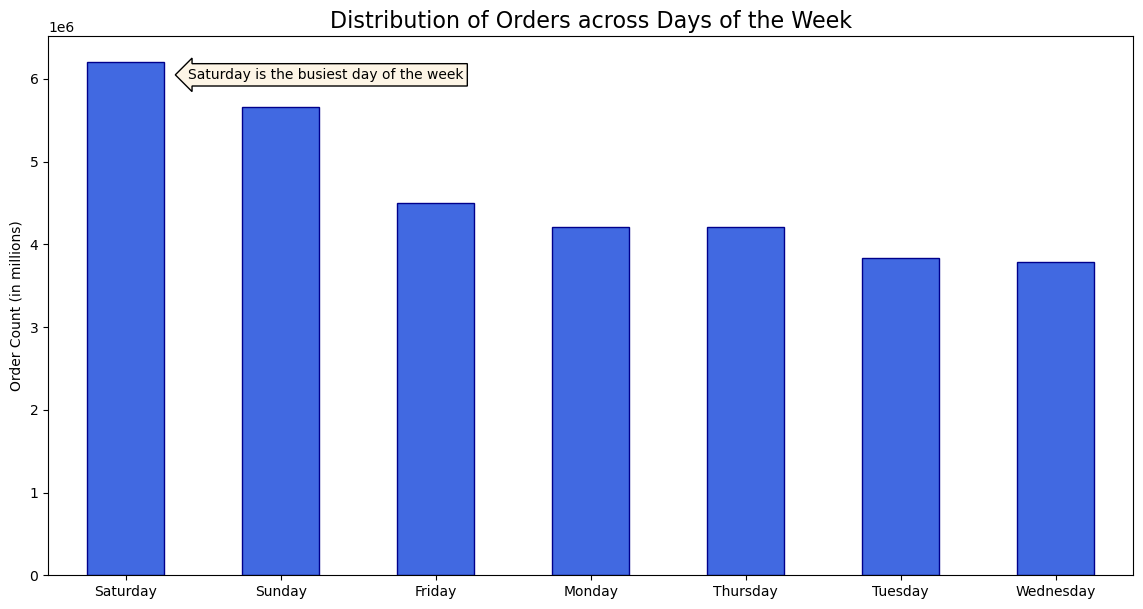 Distribution of Orders across Days of the Week
1e6
Saturday is the busiest day of the week
6
5
4
3
2
1
0
Order Count (in millions)
Saturday Sunday Friday Monday Thursday Tuesday Wednesday